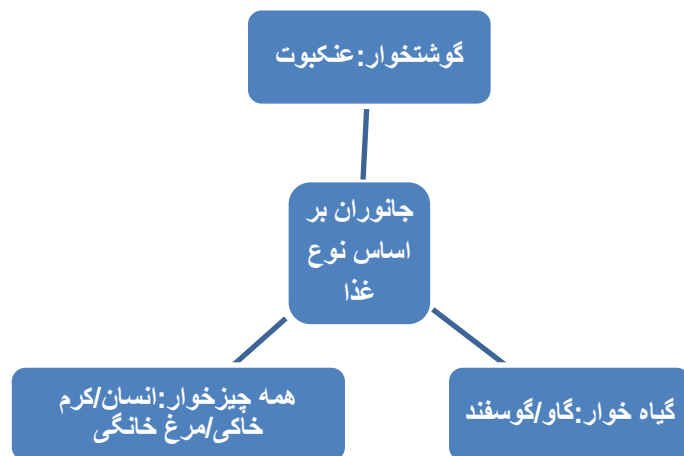 گوشتخوار:عنکبوت
جانوران بر
اساس نوع
غذا
همه چیزخوار:انسان/کرم
خاکی/مرغ خانگی
گیاه خوار:گاو/گوسفند